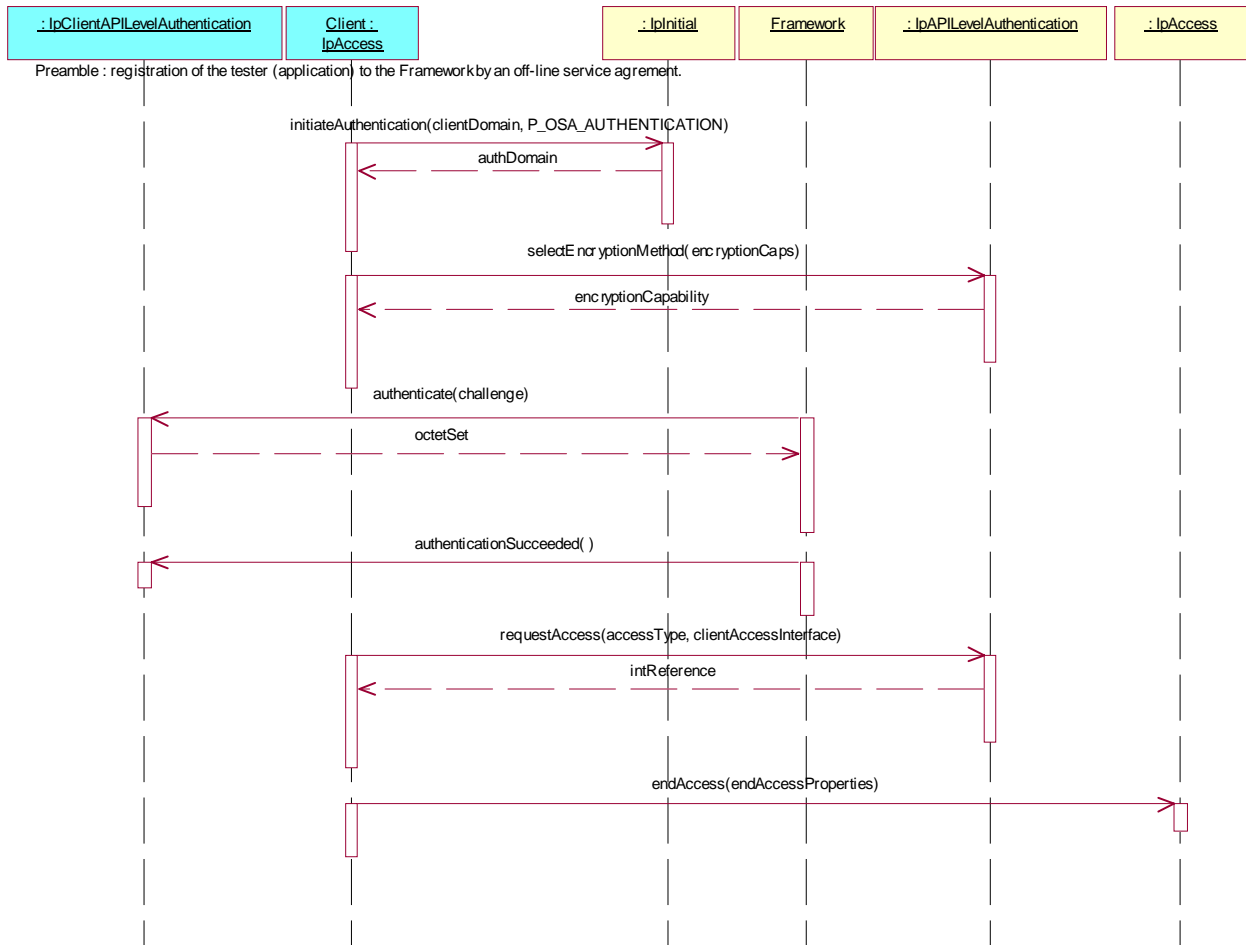 : IpClientAPILevelAuthentication
Client :
IpAccess
: IpInitial
Framework
: IpAPILevelAuthentication
: IpAccess
Preamble : registration of the tester (application) to the Framework by an off-line service agrement.
initiateAuthentication(clientDomain, P_OSA_AUTHENTICATION)
authDomain
selectEncryptionMethod( encryptionCaps)
encryptionCapability
authenticate(challenge)
octetSet
authenticationSucceeded( )
requestAccess(accessType, clientAccessInterface)
intReference
endAccess(endAccessProperties)